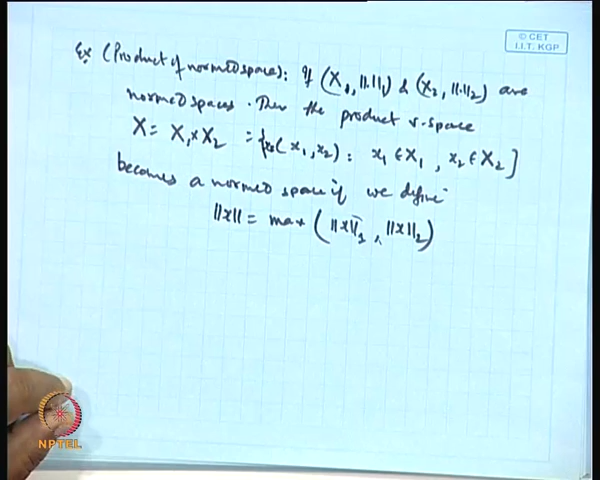 © CET
I.I.T. KGP
Ex (Product of normed space): If (X₁, ||.||₁) & (X₂, ||.||₂) are
normed spaces. Then the product v-space
X = X₁ × X₂ = {x=(x₁, x₂) : x₁ ∈ X₁, x₂ ∈ X₂]
becomes a normed space if we define
||x|| = max (||x||₁, ||x||₂)
NPTEL